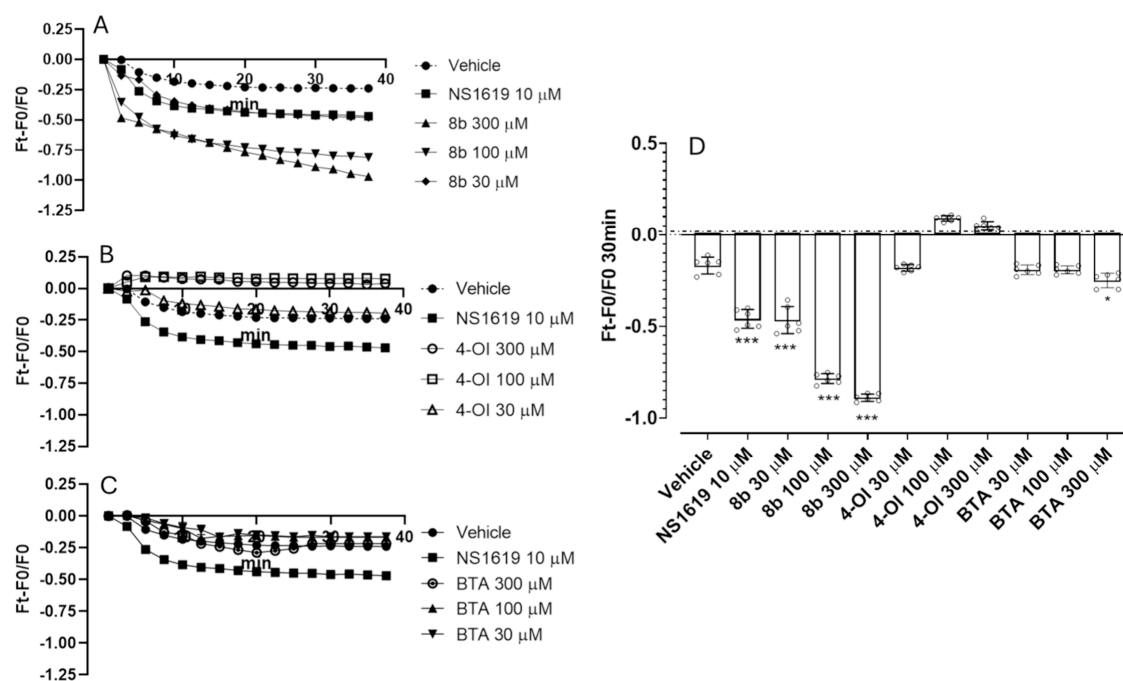 A
0.25
0.00
-0.25
-0.50
-0.75
-1.00
-1.25
Ft-F0/F0
10
20
30
40
min
Vehicle
NS1619 10 μM
8b 300 μM
8b 100 μM
8b 30 μM
B
0.25
0.00
-0.25
-0.50
-0.75
-1.00
-1.25
Ft-F0/F0
10
20
30
40
min
Vehicle
NS1619 10 μM
4-OI 300 μM
4-OI 100 μM
4-OI 30 μM
C
0.25
0.00
-0.25
-0.50
-0.75
-1.00
-1.25
Ft-F0/F0
10
20
30
40
min
Vehicle
NS1619 10 μM
BTA 300 μM
BTA 100 μM
BTA 30 μM
D
0.5
0.0
-0.5
-1.0
Ft-F0/F0 30min
***
***
***
***
*
Vehicle
NS1619 10 μM
8b 30 μM
8b 100 μM
8b 300 μM
4-OI 30 μM
4-OI 100 μM
4-OI 300 μM
BTA 30 μM
BTA 100 μM
BTA 300 μM